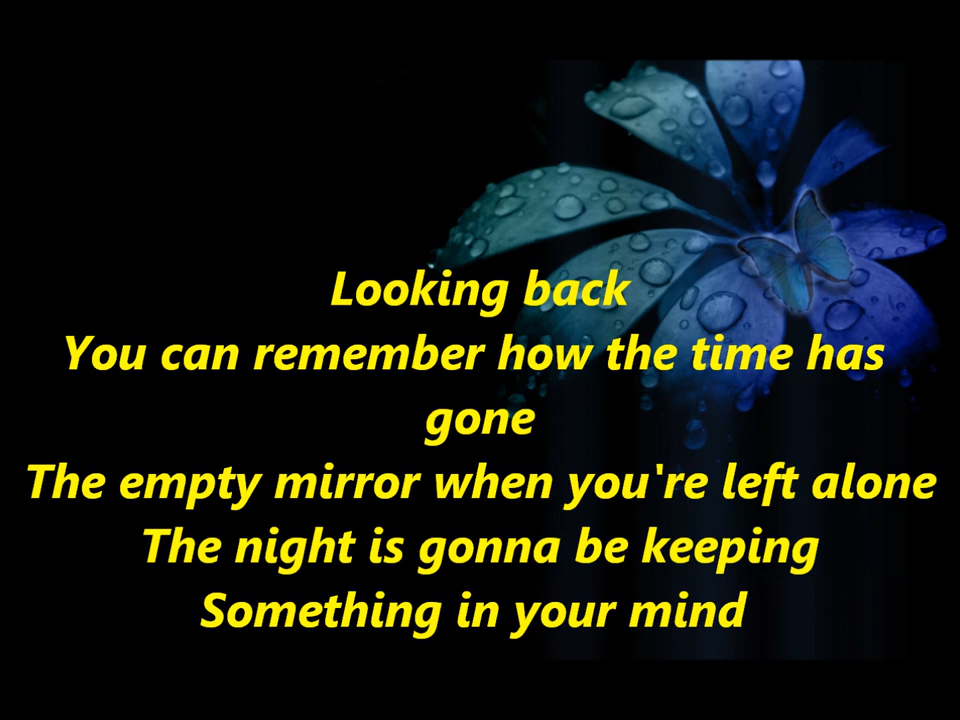 Looking back
You can remember how the time has
gone
The empty mirror when you're left alone
The night is gonna be keeping
Something in your mind